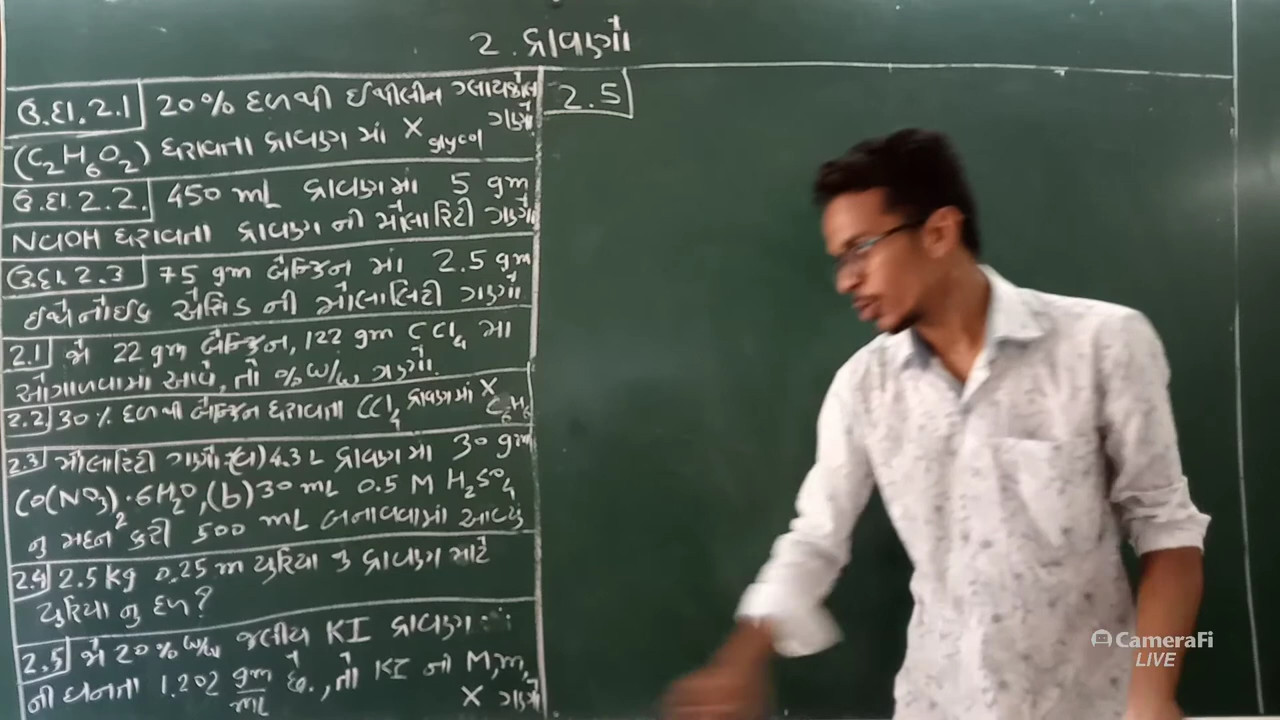 2. દ્રાવણો
ઉ.દા.2.1 20% દળથી ઈથીલીન ગ્લાયકોલ
(C2H6O2) ધરાવતા દ્રાવણ માં X glycol ગણો
ઉ.દા.2.2. 450 mL દ્રાવણમાં 5 gm
NaOH ધરાવતા દ્રાવણ ની મોલારિટી ગણો
ઉ.દા.2.3 75 gm બેન્ઝિન માં 2.5 gm
ઈથેનોઈક એસિડ ની મોલાલિટી ગણો
2.1 જો 22 gm બેન્ઝિન, 122 gm CCl4 મા
ઓગાળવામાં આવે, તો % w/w ગણો.
2.2 30% દળથી બેન્ઝિન ધરાવતા CCl4 દ્રાવણમાં X C6H6
2.3 મોલારિટી ગણો: (a) 4.3 L દ્રાવણમા 30 gm
Co(NO3)2·6H2O, (b) 30 mL 0.5 M H2SO4
નુ મંદન કરી 500 mL બનાવવામાં આવ્યુ
2.4 2.5 kg 0.25 m યુરિયા નુ દ્રાવણ માટે
યુરિયા નુ દળ?
2.5 જો 20% w/w જલીય KI દ્રાવણ
ની ઘનતા 1.202 gm/mL છે., તો KI ની M, m,
X ગણો
2.5
CameraFi
LIVE